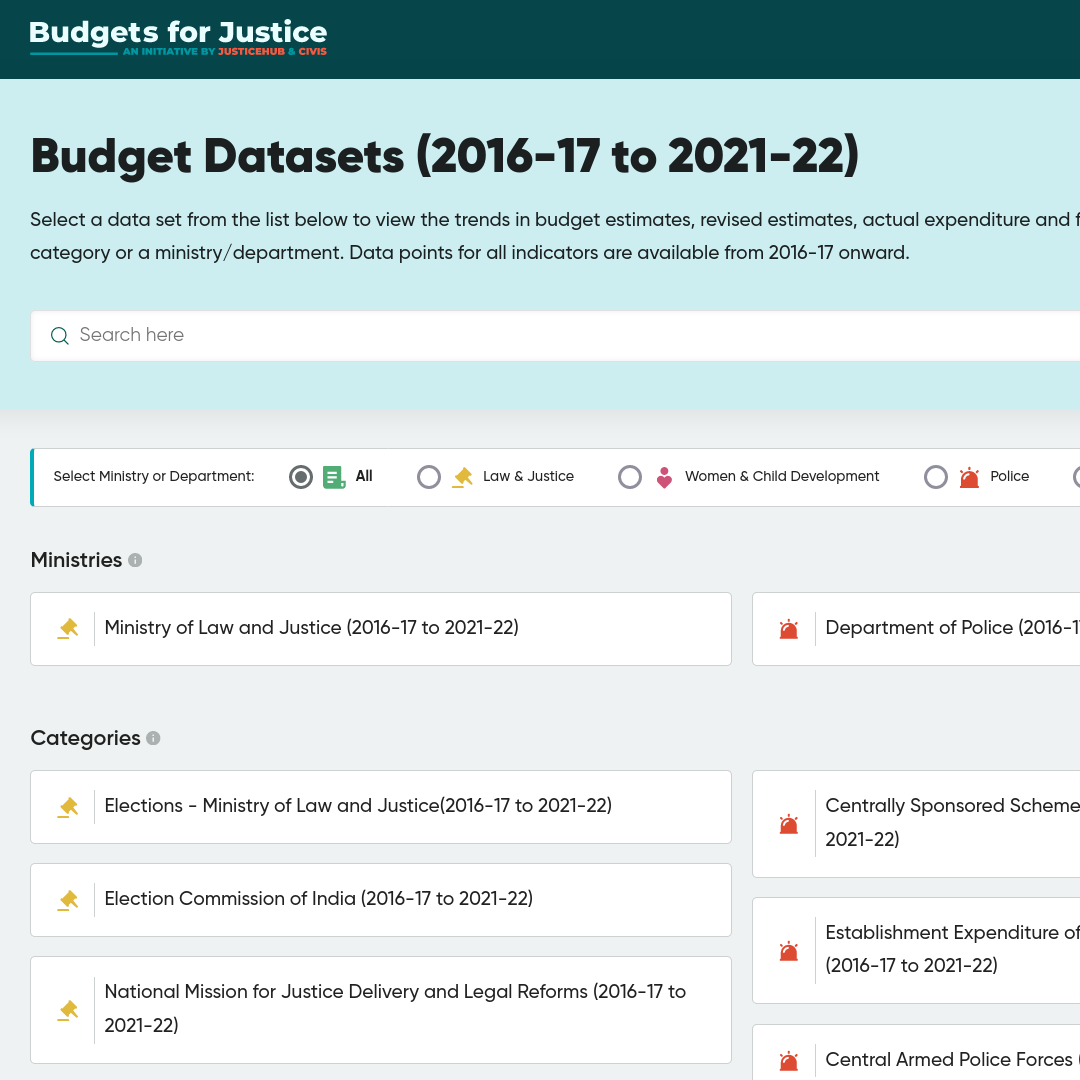 Budgets for Justice
AN INITIATIVE BY JUSTICEHUB & CIVIS
Budget Datasets (2016-17 to 2021-22)
Select a data set from the list below to view the trends in budget estimates, revised estimates, actual expenditure and
category or a ministry/department. Data points for all indicators are available from 2016-17 onward.
Search here
Select Ministry or Department: All Law & Justice Women & Child Development Police
Ministries
Ministry of Law and Justice (2016-17 to 2021-22)
Department of Police (2016-1
Categories
Elections - Ministry of Law and Justice(2016-17 to 2021-22)
Election Commission of India (2016-17 to 2021-22)
National Mission for Justice Delivery and Legal Reforms (2016-17 to
2021-22)
Centrally Sponsored Scheme
2021-22)
Establishment Expenditure of
(2016-17 to 2021-22)
Central Armed Police Forces (